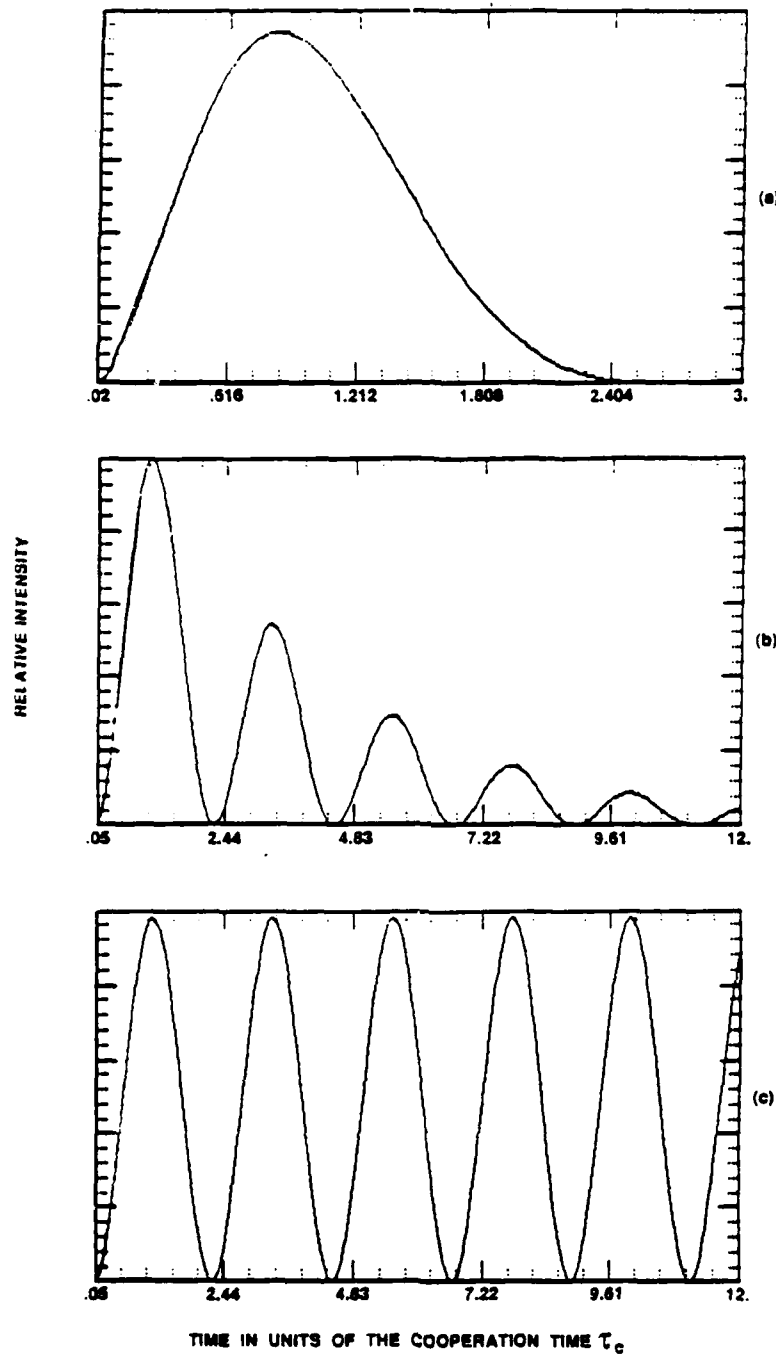 (a)
.02 .616 1.212 1.808 2.404 3.
RELATIVE INTENSITY
(b)
.05 2.44 4.83 7.22 9.61 12.
(c)
.05 2.44 4.83 7.22 9.61 12.
TIME IN UNITS OF THE COOPERATION TIME τc